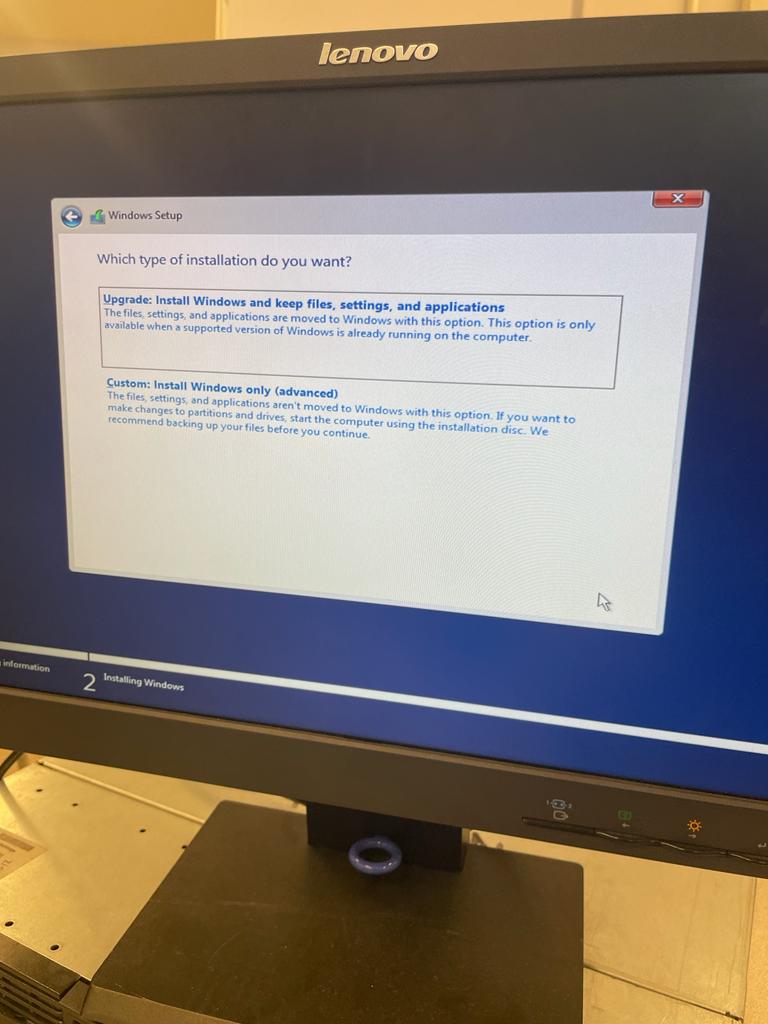 lenovo
Windows Setup
Which type of installation do you want?
Upgrade: Install Windows and keep files, settings, and applications
The files, settings, and applications are moved to Windows with this option. This option is only
available when a supported version of Windows is already running on the computer.
Custom: Install Windows only (advanced)
The files, settings, and applications aren't moved to Windows with this option. If you want to
make changes to partitions and drives, start the computer using the installation disc. We
recommend backing up your files before you continue.
information
2 Installing Windows